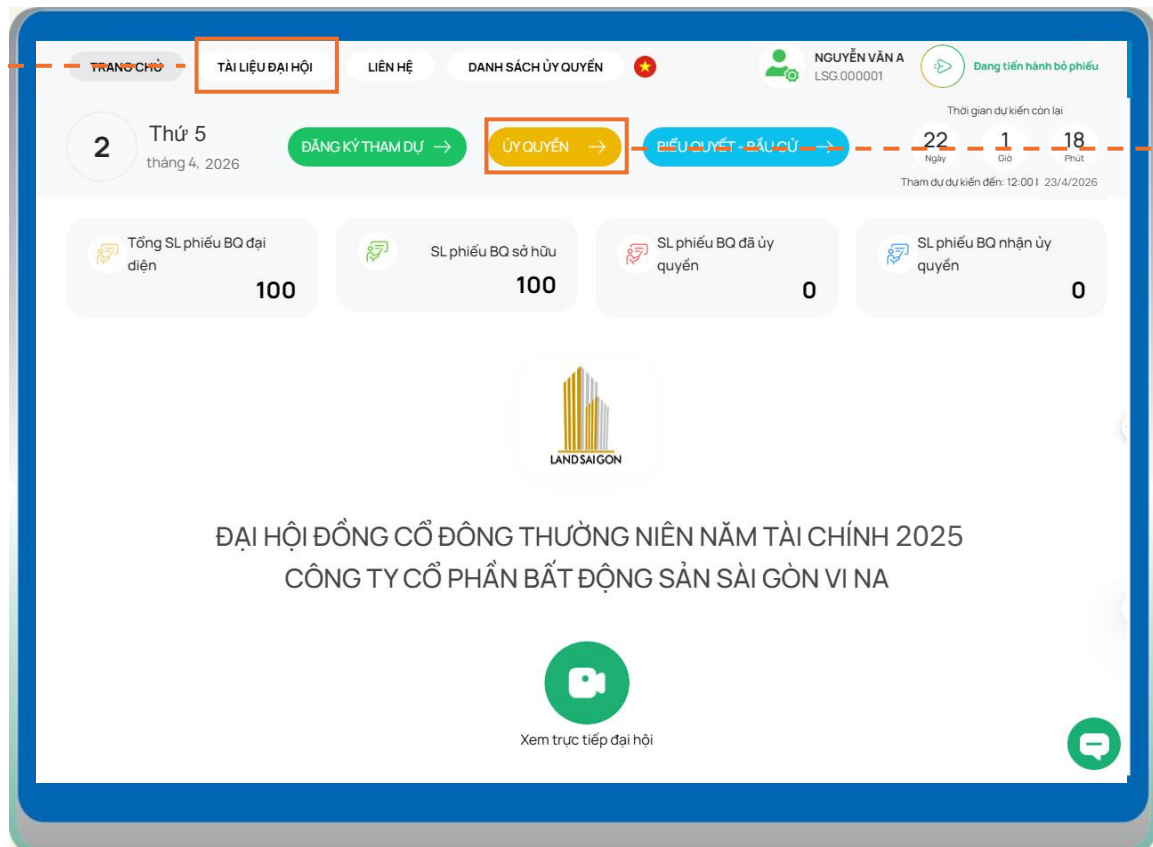 TRANG CHỦ
TÀI LIỆU ĐẠI HỘI
LIÊN HỆ
DANH SÁCH ỦY QUYỀN
NGUYỄN VĂN A
LSG.000001
Đang tiến hành bỏ phiếu
2
Thứ 5
tháng 4, 2026
ĐĂNG KÝ THAM DỰ →
ỦY QUYỀN →
BIỂU QUYẾT - BẦU CỬ →
Thời gian dự kiến còn lại
22 1 18
Ngày Giờ Phút
Tham dự dự kiến đến: 12:00 | 23/4/2026
Tổng SL phiếu BQ đại
diện
100
SL phiếu BQ sở hữu
100
SL phiếu BQ đã ủy
quyền
0
SL phiếu BQ nhận ủy
quyền
0
LAND SAIGON
ĐẠI HỘI ĐỒNG CỔ ĐÔNG THƯỜNG NIÊN NĂM TÀI CHÍNH 2025
CÔNG TY CỔ PHẦN BẤT ĐỘNG SẢN SÀI GÒN VI NA
Xem trực tiếp đại hội